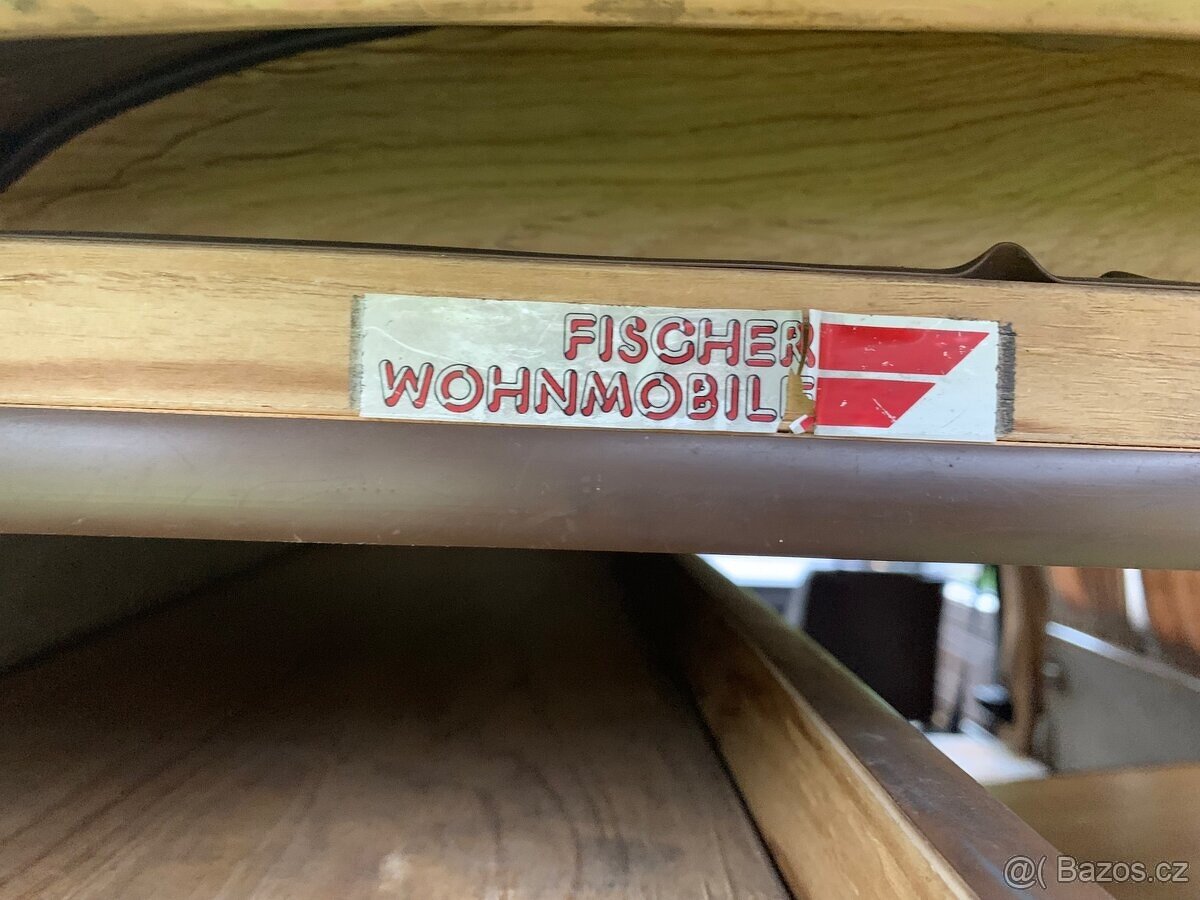 FISCHER
WOHNMOBILE
@( Bazos.cz